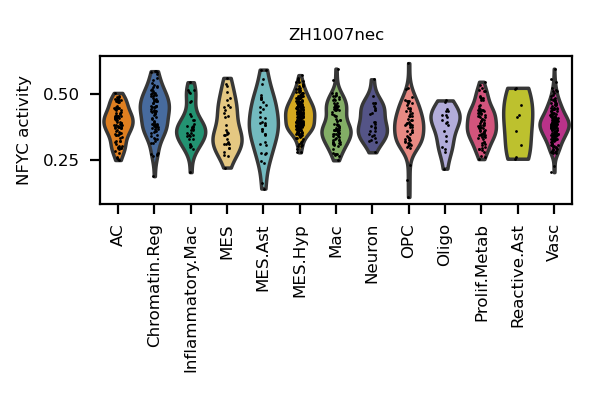 ZH1007nec
NFYC activity
0.50
0.25
AC
Chromatin.Reg
Inflammatory.Mac
MES
MES.Ast
MES.Hyp
Mac
Neuron
OPC
Oligo
Prolif.Metab
Reactive.Ast
Vasc